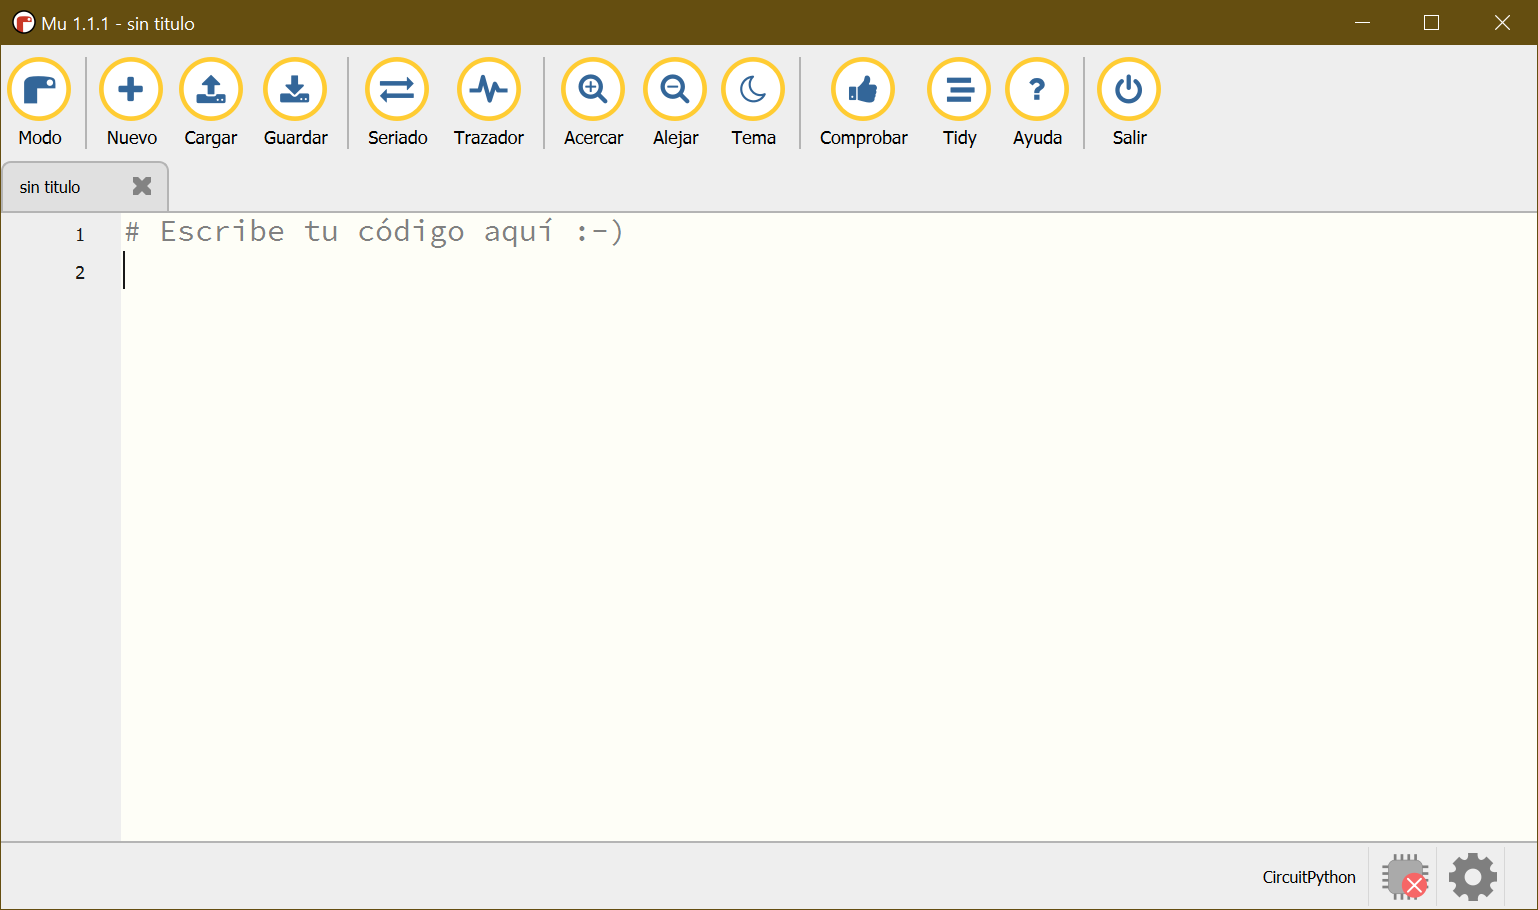 Mu 1.1.1 - sin titulo
Modo Nuevo Cargar Guardar Seriado Trazador Acercar Alejar Tema Comprobar Tidy Ayuda Salir
sin titulo
1 # Escribe tu código aquí :-)
2
CircuitPython